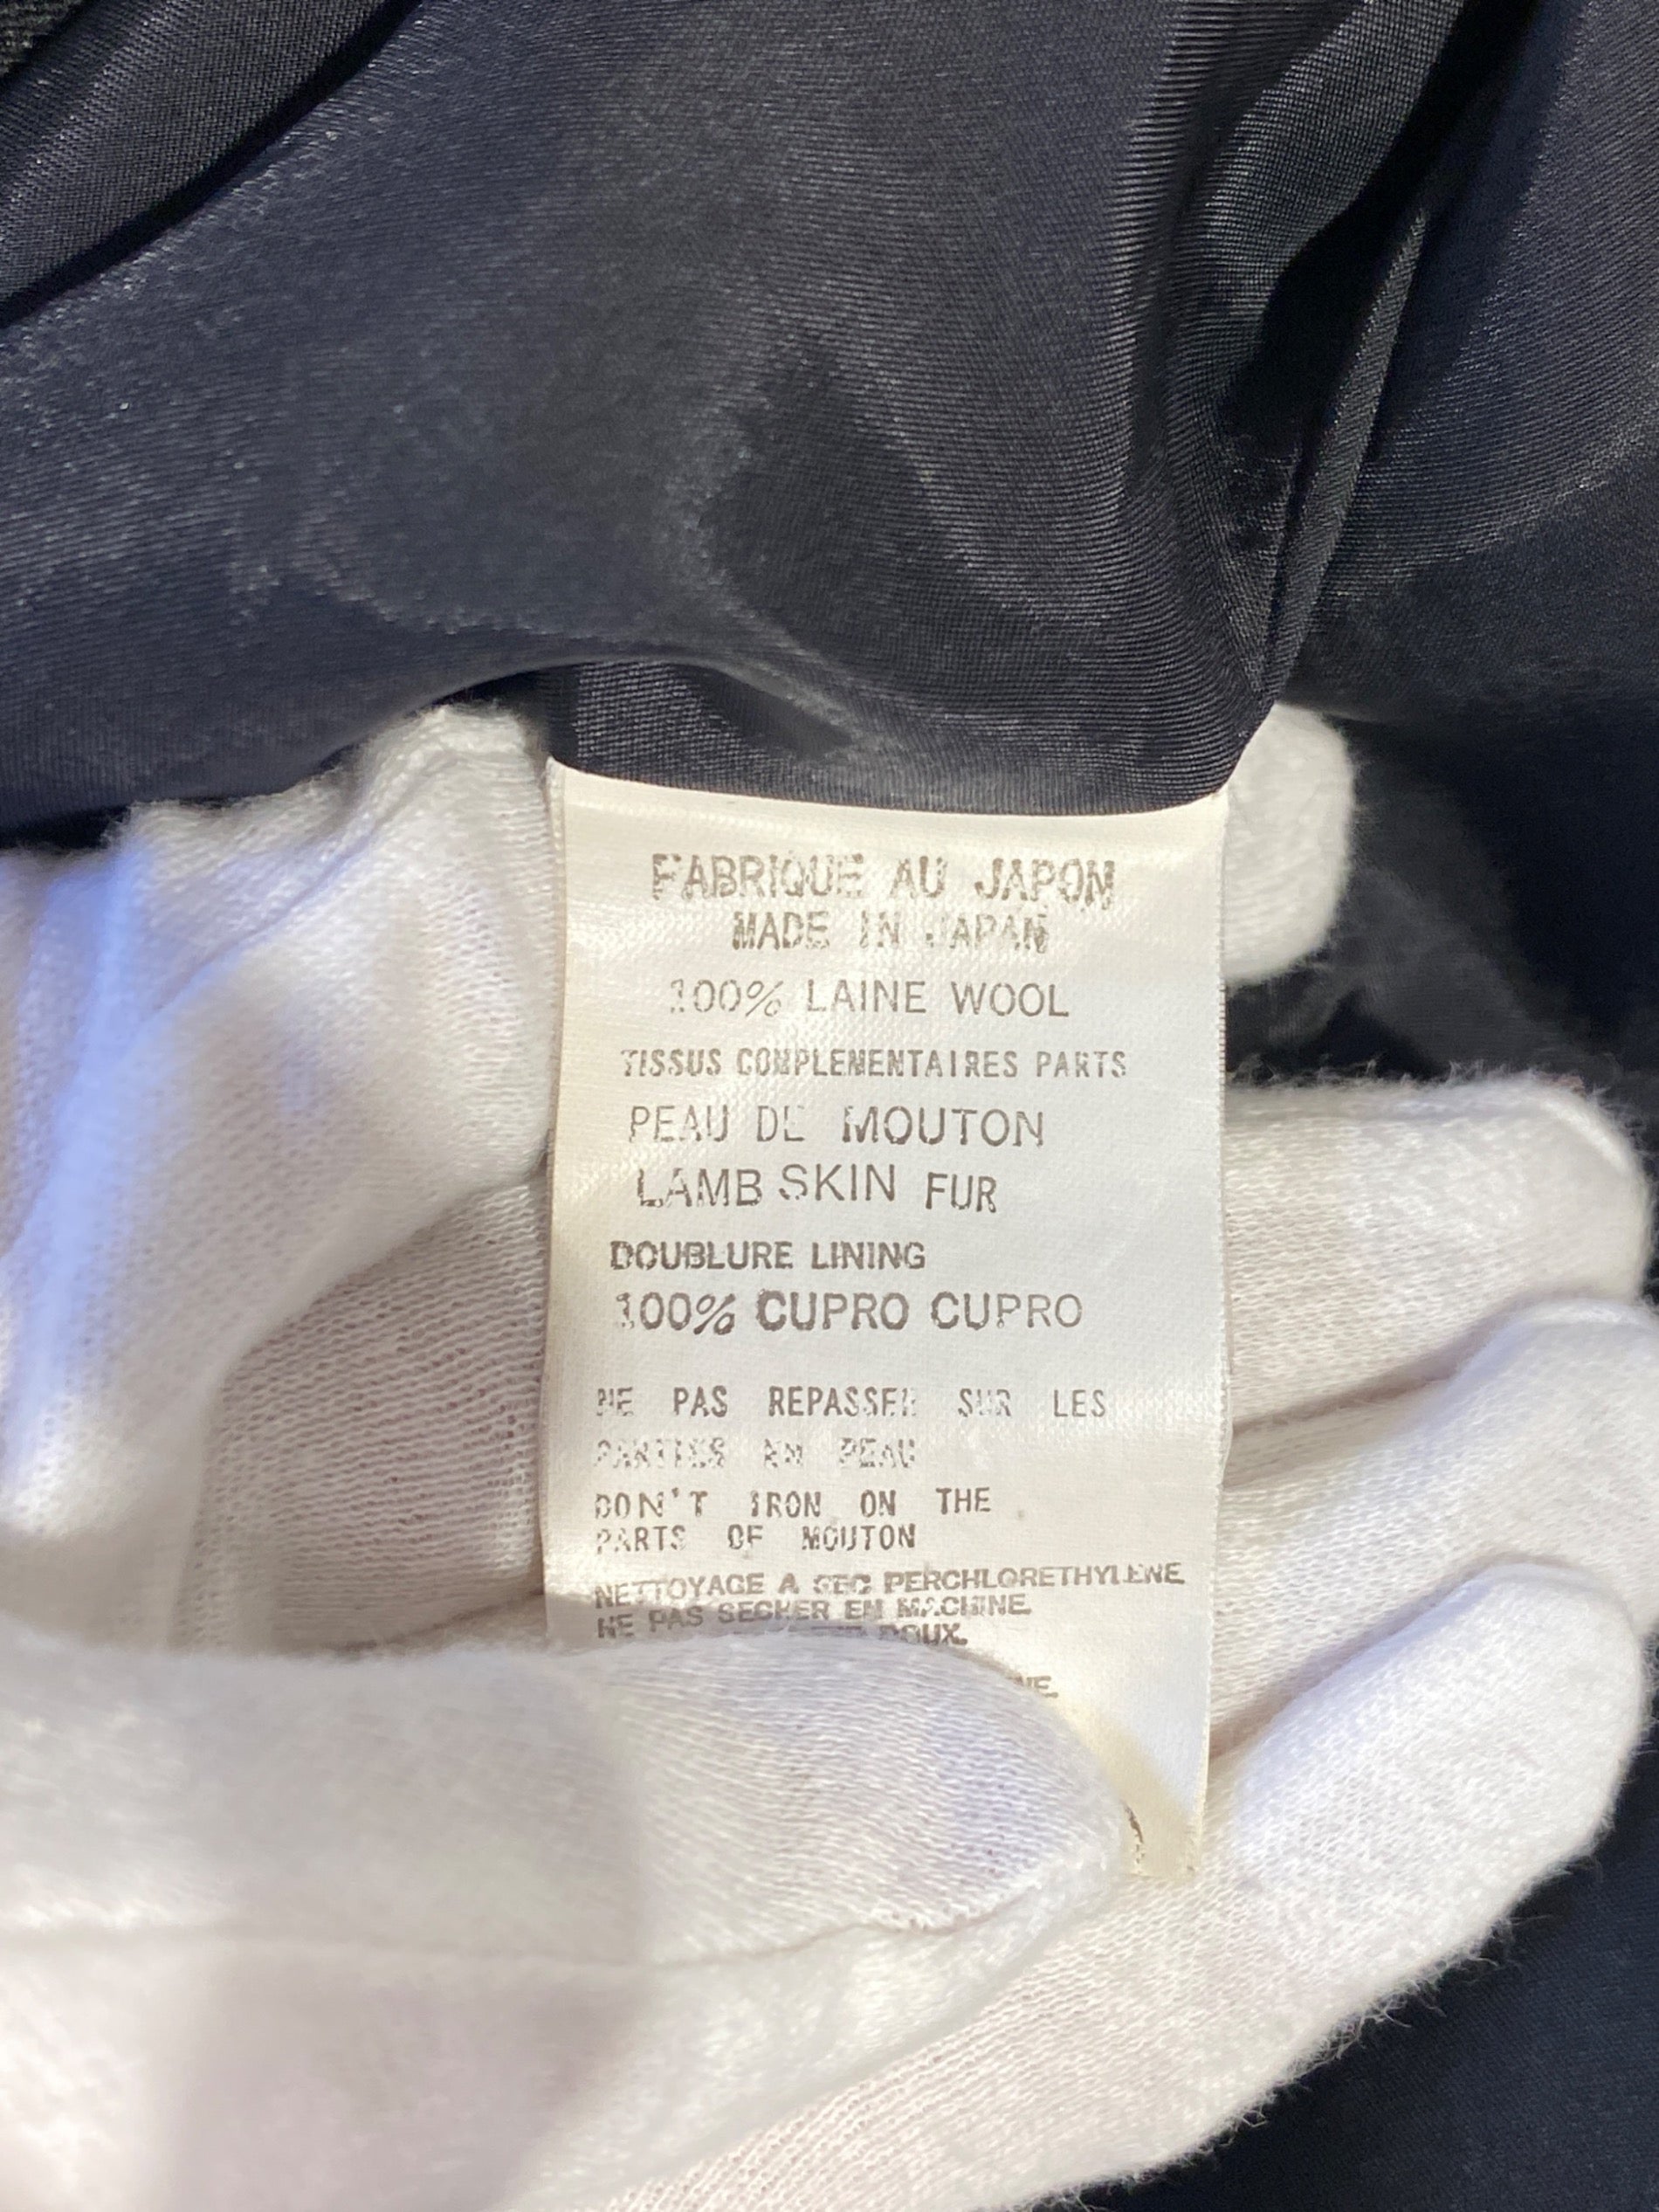 FABRIQUE AU JAPON
MADE IN JAPAN
100% LAINE WOOL
TISSUS COMPLEMENTAIRES PARTS
PEAU DE MOUTON
LAMB SKIN FUR
DOUBLURE LINING
100% CUPRO CUPRO
NE PAS REPASSER SUR LES
PARTIES EN PEAU
DON'T IRON ON THE
PARTS OF MOUTON
NETTOYAGE A SEC PERCHLORETHYLENE
NE PAS SECHER EN MACHINE.
DOUX.